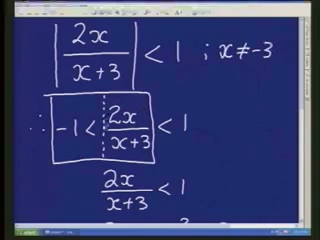 |2x/(x+3)| < 1 ; x ≠ -3
∴ -1 < 2x/(x+3) < 1
2x/(x+3) < 1